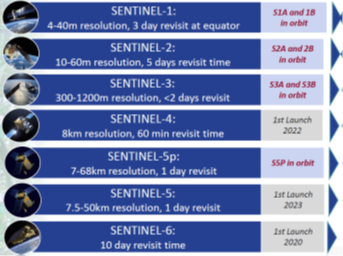 SENTINEL-1:
4-40m resolution, 3 day revisit at equator
S1A and 1B
in orbit
SENTINEL-2:
10-60m resolution, 5 days revisit time
S2A and 2B
in orbit
SENTINEL-3:
300-1200m resolution, <2 days revisit
S3A and S3B
in orbit
SENTINEL-4:
8km resolution, 60 min revisit time
1st Launch
2022
SENTINEL-5p:
7-68km resolution, 1 day revisit
S5P in orbit
SENTINEL-5:
7.5-50km resolution, 1 day revisit
1st Launch
2023
SENTINEL-6:
10 day revisit time
1st Launch
2020